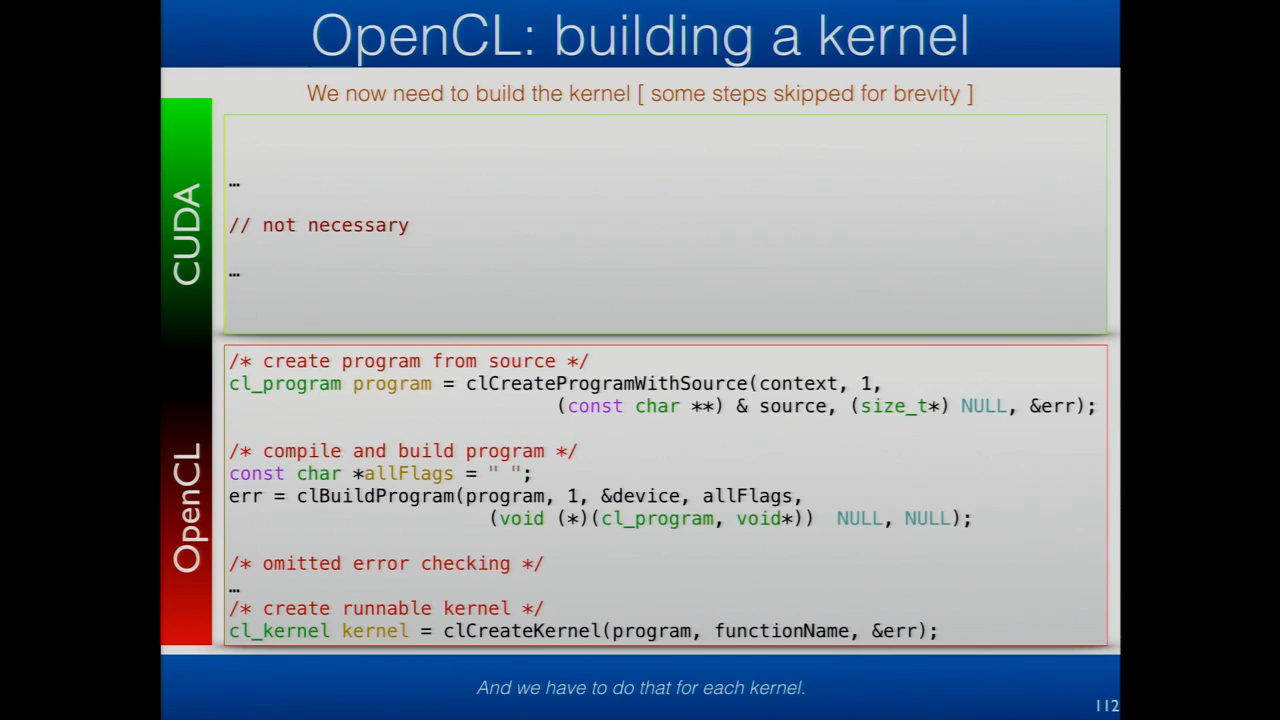 OpenCL: building a kernel
We now need to build the kernel [ some steps skipped for brevity ]
CUDA
…
// not necessary
…
OpenCL
/* create program from source */
cl_program program = clCreateProgramWithSource(context, 1,
(const char **) & source, (size_t*) NULL, &err);
/* compile and build program */
const char *allFlags = " ";
err = clBuildProgram(program, 1, &device, allFlags,
(void (*)(cl_program, void*))  NULL, NULL);
/* omitted error checking */
…
/* create runnable kernel */
cl_kernel kernel = clCreateKernel(program, functionName, &err);
And we have to do that for each kernel.
112